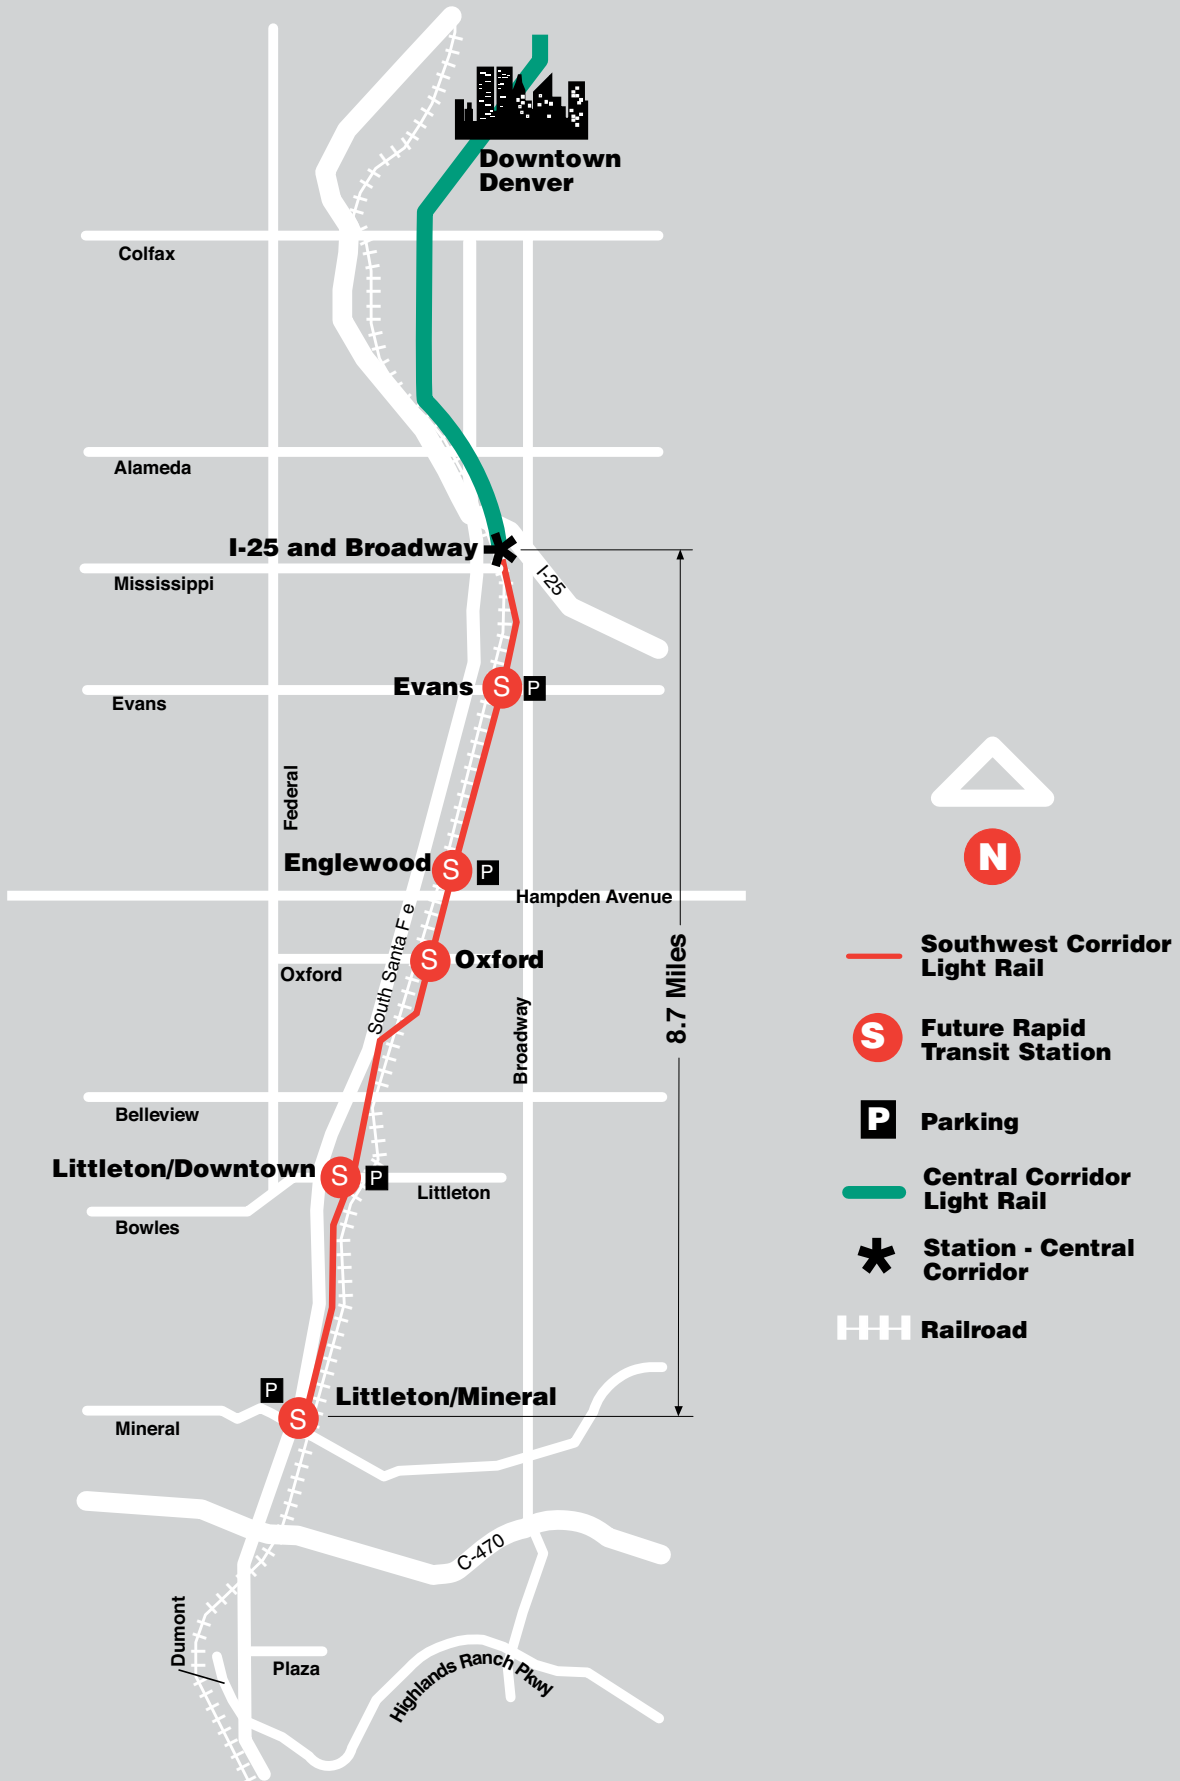 Downtown
Denver
Colfax
Alameda
I-25 and Broadway
Mississippi
I-25
Evans
P
S
Evans
Federal
Englewood
S
P
Hampden Avenue
South Santa F e
Oxford
S
Oxford
8.7 Miles
Broadway
Belleview
Littleton/Downtown
S
P
Littleton
Bowles
P
Littleton/Mineral
S
Mineral
C-470
Dumont
Plaza
Highlands Ranch Pkwy
N
Southwest Corridor
Light Rail
S
Future Rapid
Transit Station
P
Parking
Central Corridor
Light Rail
Station - Central
Corridor
Railroad